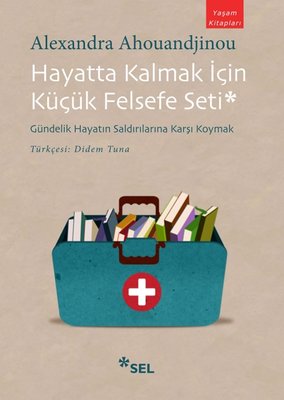 Yaşam
Kitapları
Alexandra Ahouandjinou
Hayatta Kalmak İçin
Küçük Felsefe Seti*
Gündelik Hayatın Saldırılarına Karşı Koymak
Türkçesi: Didem Tuna
*SEL